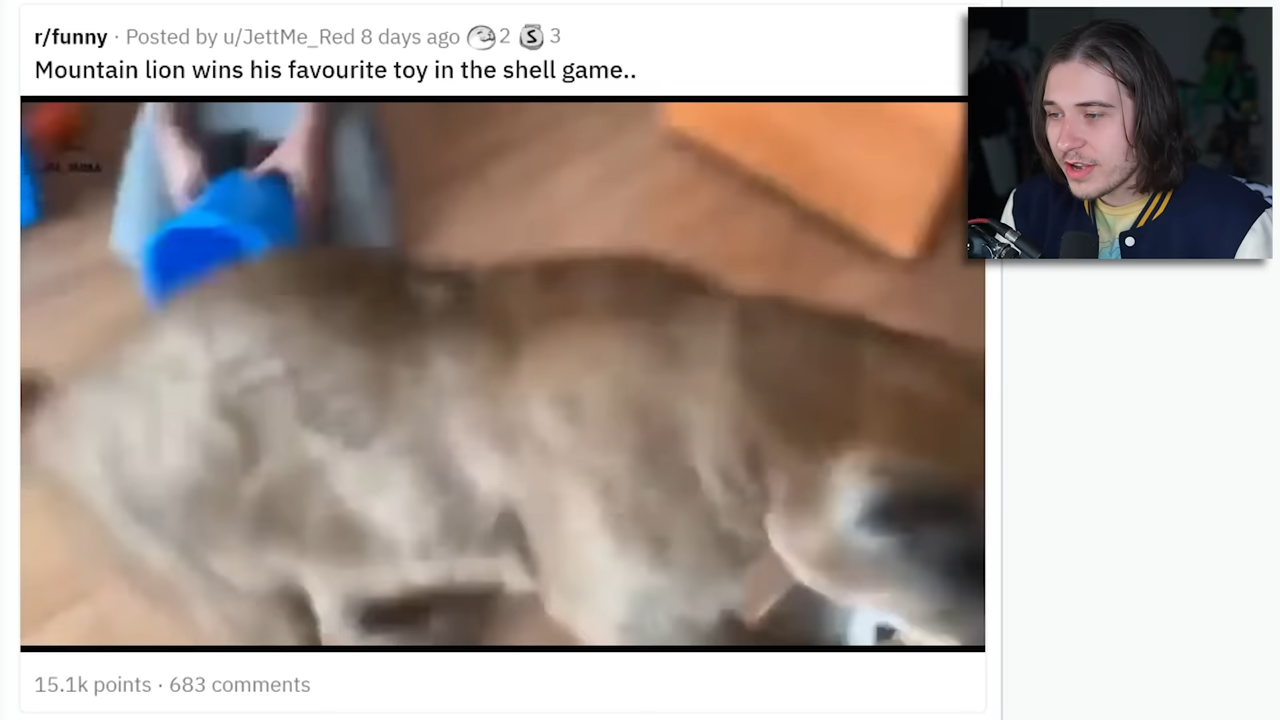 r/funny · Posted by u/JettMe_Red 8 days ago 2 S 3
Mountain lion wins his favourite toy in the shell game..
15.1k points · 683 comments